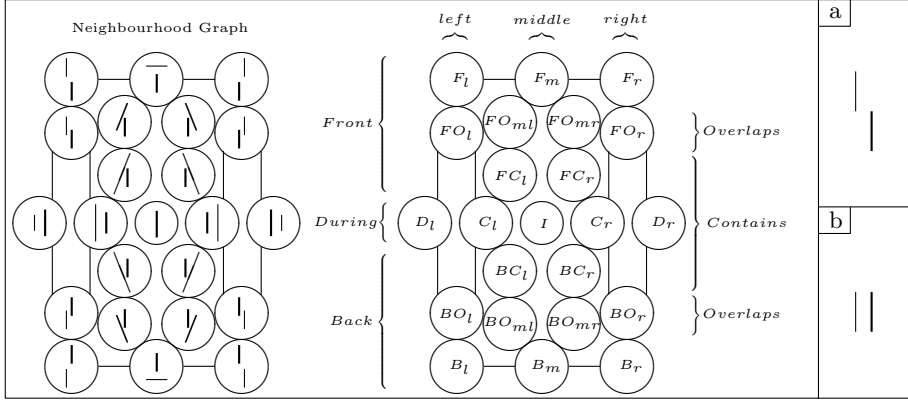 Neighbourhood Graph
left middle right
a
F_l F_m F_r
Front
FO_l FO_ml FO_mr FO_r
Overlaps
FC_l FC_r
During
D_l C_l I C_r D_r
Contains
b
BC_l BC_r
Back
BO_l BO_ml BO_mr BO_r
Overlaps
B_l B_m B_r